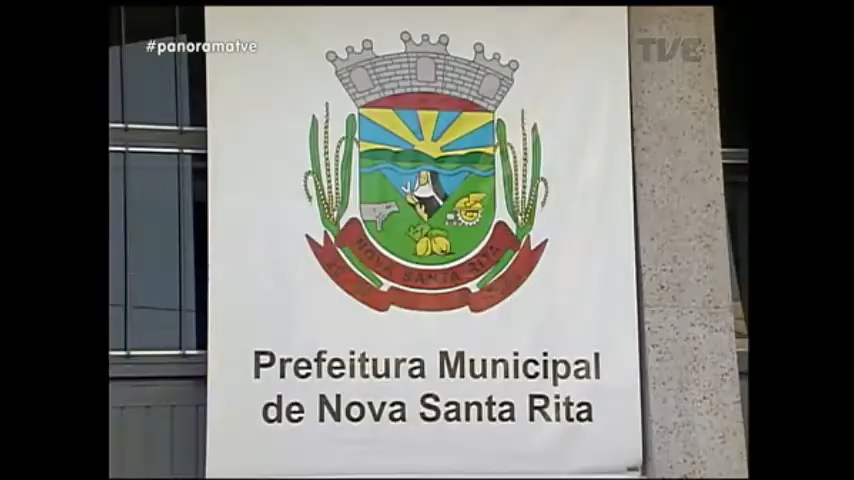 #panoramatve
TVE
NOVA SANTA RITA
Prefeitura Municipal
de Nova Santa Rita